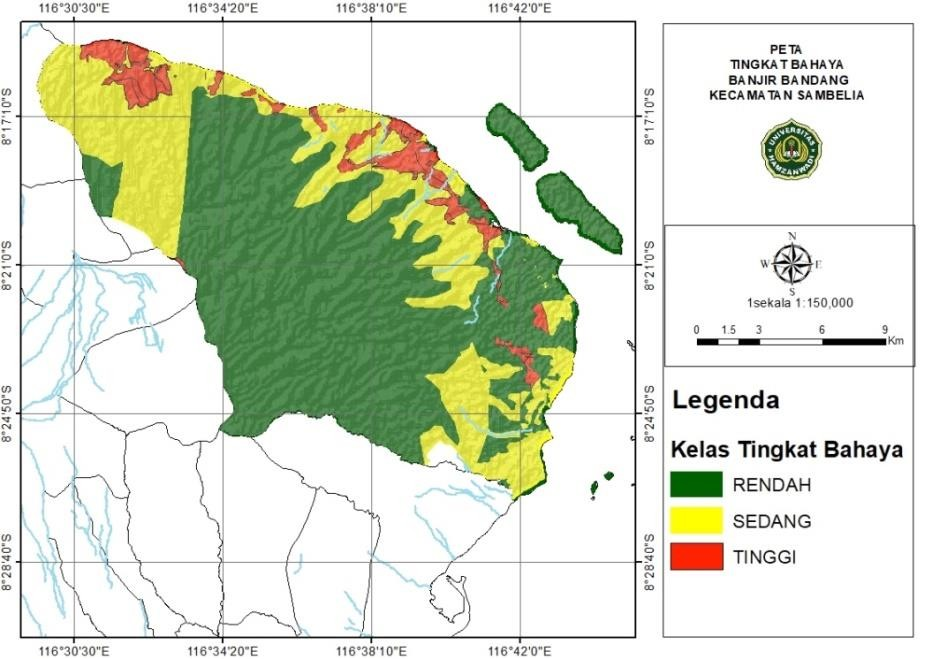 116°30'30"E 116°34'20"E 116°38'10"E 116°42'0"E
8°17'10"S 8°17'10"S
8°21'0"S 8°21'0"S
8°24'50"S 8°24'50"S
8°28'40"S 8°28'40"S
116°30'30"E 116°34'20"E 116°38'10"E 116°42'0"E
PETA
TINGKAT BAHAYA
BANJIR BANDANG
KECAMATAN SAMBELIA
UNIVERSITAS
HAMZANWADI
N
W E
S
1sekala 1:150,000
0 1.5 3 6 9
Km
Legenda
Kelas Tingkat Bahaya
RENDAH
SEDANG
TINGGI